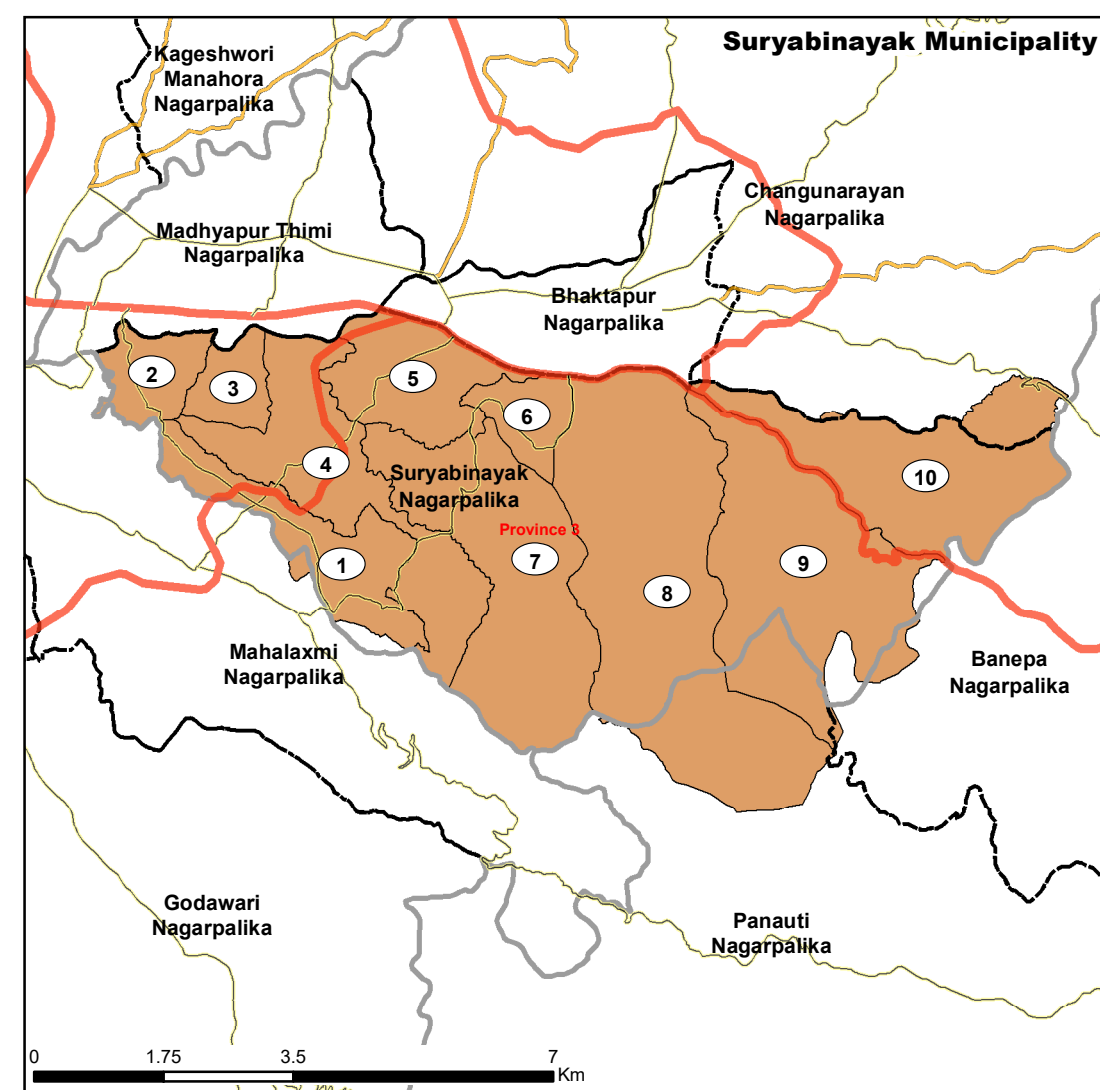 Suryabinayak Municipality
Kageshwori
Manahora
Nagarpalika
Changunarayan
Nagarpalika
Madhyapur Thimi
Nagarpalika
Bhaktapur
Nagarpalika
2
3
5
6
4
Suryabinayak
Nagarpalika
10
Province 3
1
7
9
8
Mahalaxmi
Nagarpalika
Banepa
Nagarpalika
Godawari
Nagarpalika
Panauti
Nagarpalika
0 1.75 3.5 7
Km